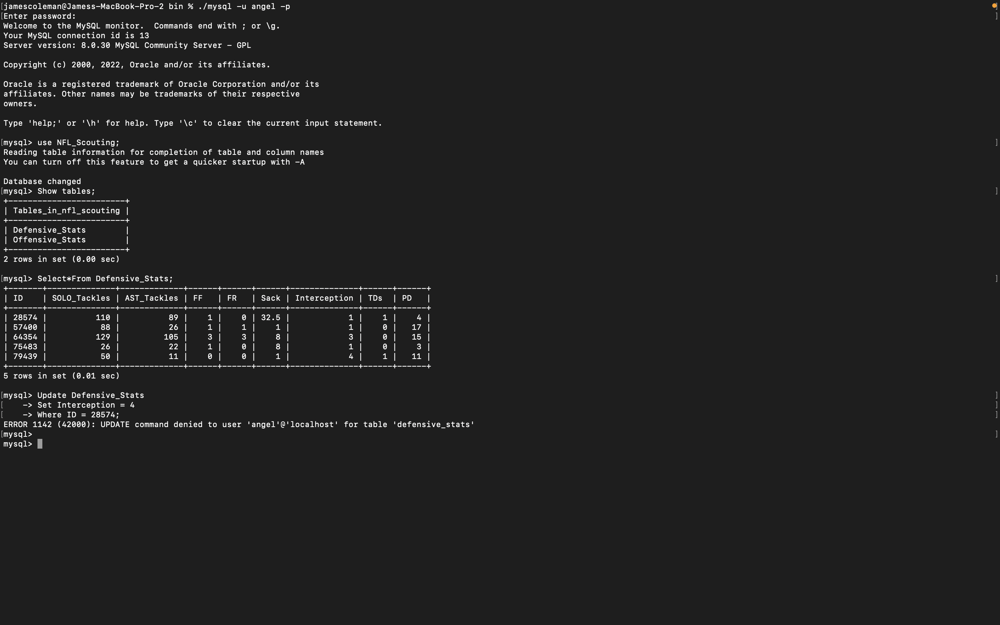 [jamescoleman@Jamess-MacBook-Pro-2 bin % ./mysql -u angel -p ]
[Enter password: ]
Welcome to the MySQL monitor.  Commands end with ; or \g.
Your MySQL connection id is 13
Server version: 8.0.30 MySQL Community Server - GPL

Copyright (c) 2000, 2022, Oracle and/or its affiliates.

Oracle is a registered trademark of Oracle Corporation and/or its
affiliates. Other names may be trademarks of their respective
owners.

Type 'help;' or '\h' for help. Type '\c' to clear the current input statement.

[mysql> use NFL_Scouting; ]
Reading table information for completion of table and column names
You can turn off this feature to get a quicker startup with -A

Database changed
[mysql> Show tables; ]
+------------------------+
| Tables_in_nfl_scouting |
+------------------------+
| Defensive_Stats        |
| Offensive_Stats        |
+------------------------+
2 rows in set (0.00 sec)

[mysql> Select*From Defensive_Stats; ]
+-------+--------------+-------------+------+------+------+--------------+------+------+
| ID    | SOLO_Tackles | AST_Tackles | FF   | FR   | Sack | Interception | TDs  | PD   |
+-------+--------------+-------------+------+------+------+--------------+------+------+
| 28574 |          110 |          89 |    1 |    0 | 32.5 |            1 |    1 |    4 |
| 57400 |           88 |          26 |    1 |    1 |    1 |            1 |    0 |   17 |
| 64354 |          129 |         105 |    3 |    3 |    8 |            3 |    0 |   15 |
| 75483 |           26 |          22 |    1 |    0 |    8 |            1 |    0 |    3 |
| 79439 |           50 |          11 |    0 |    0 |    1 |            4 |    1 |   11 |
+-------+--------------+-------------+------+------+------+--------------+------+------+
5 rows in set (0.01 sec)

[mysql> Update Defensive_Stats ]
[    -> Set Interception = 4 ]
[    -> Where ID = 28574; ]
ERROR 1142 (42000): UPDATE command denied to user 'angel'@'localhost' for table 'defensive_stats'
[mysql> ]
mysql>